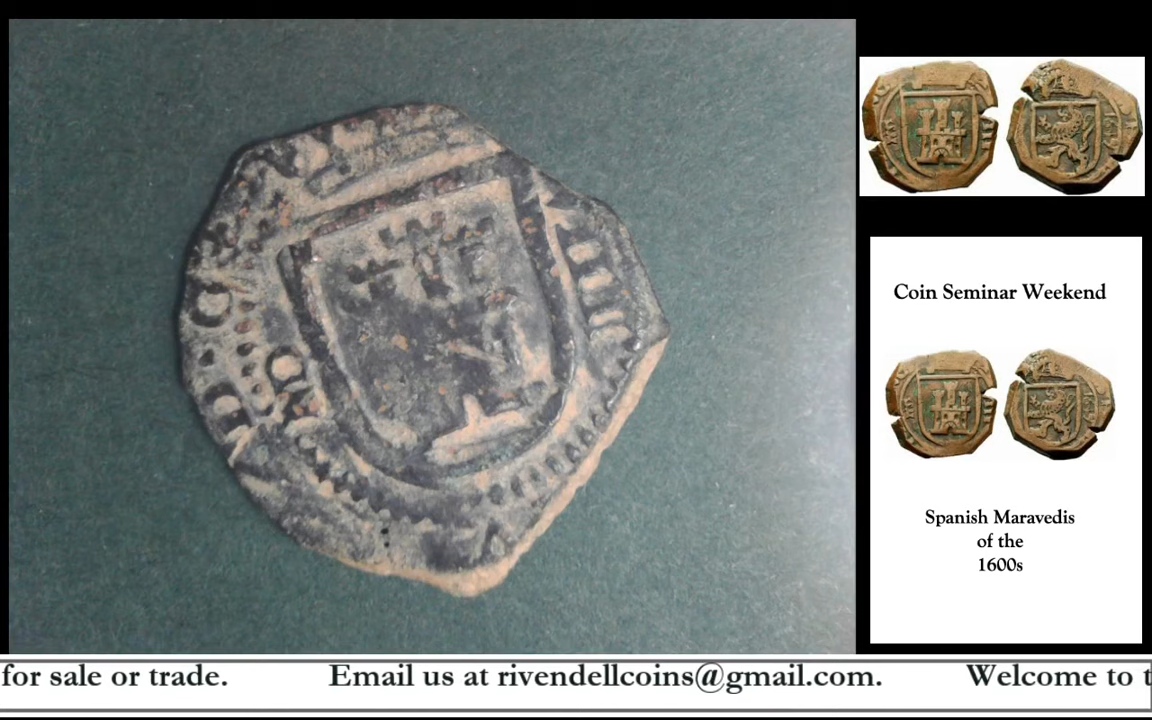 Coin Seminar Weekend
Spanish Maravedis
of the
1600s
for sale or trade. Email us at rivendellcoins@gmail.com. Welcome to t